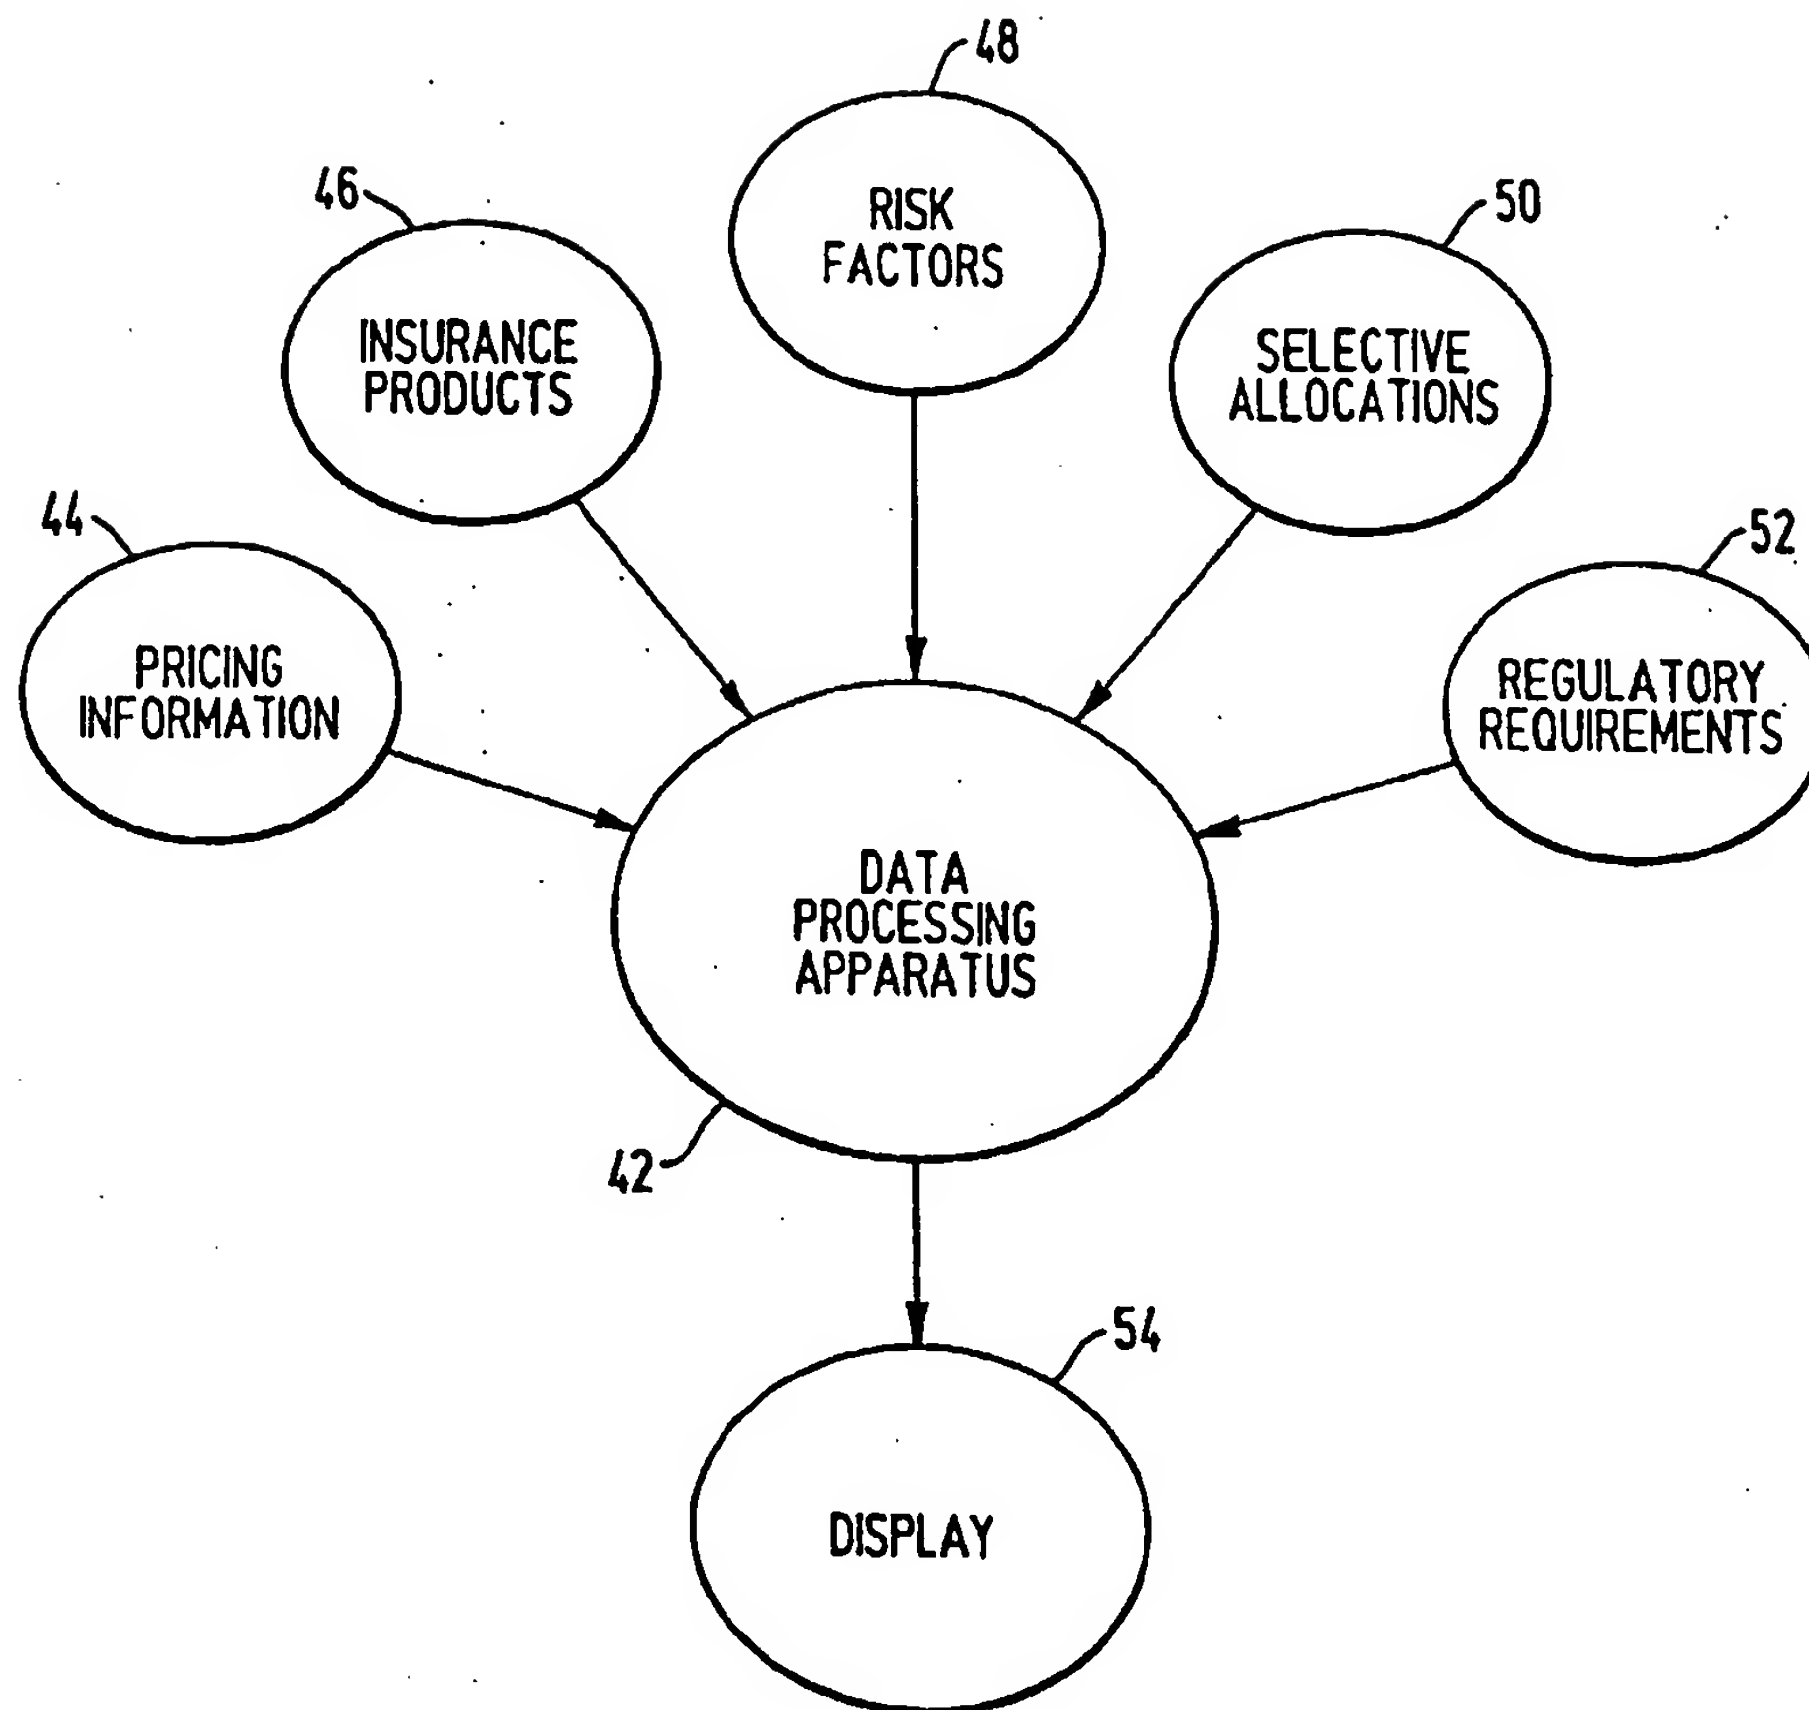 48
RISK
FACTORS
46
INSURANCE
PRODUCTS
50
SELECTIVE
ALLOCATIONS
44
PRICING
INFORMATION
52
REGULATORY
REQUIREMENTS
DATA
PROCESSING
APPARATUS
42
54
DISPLAY